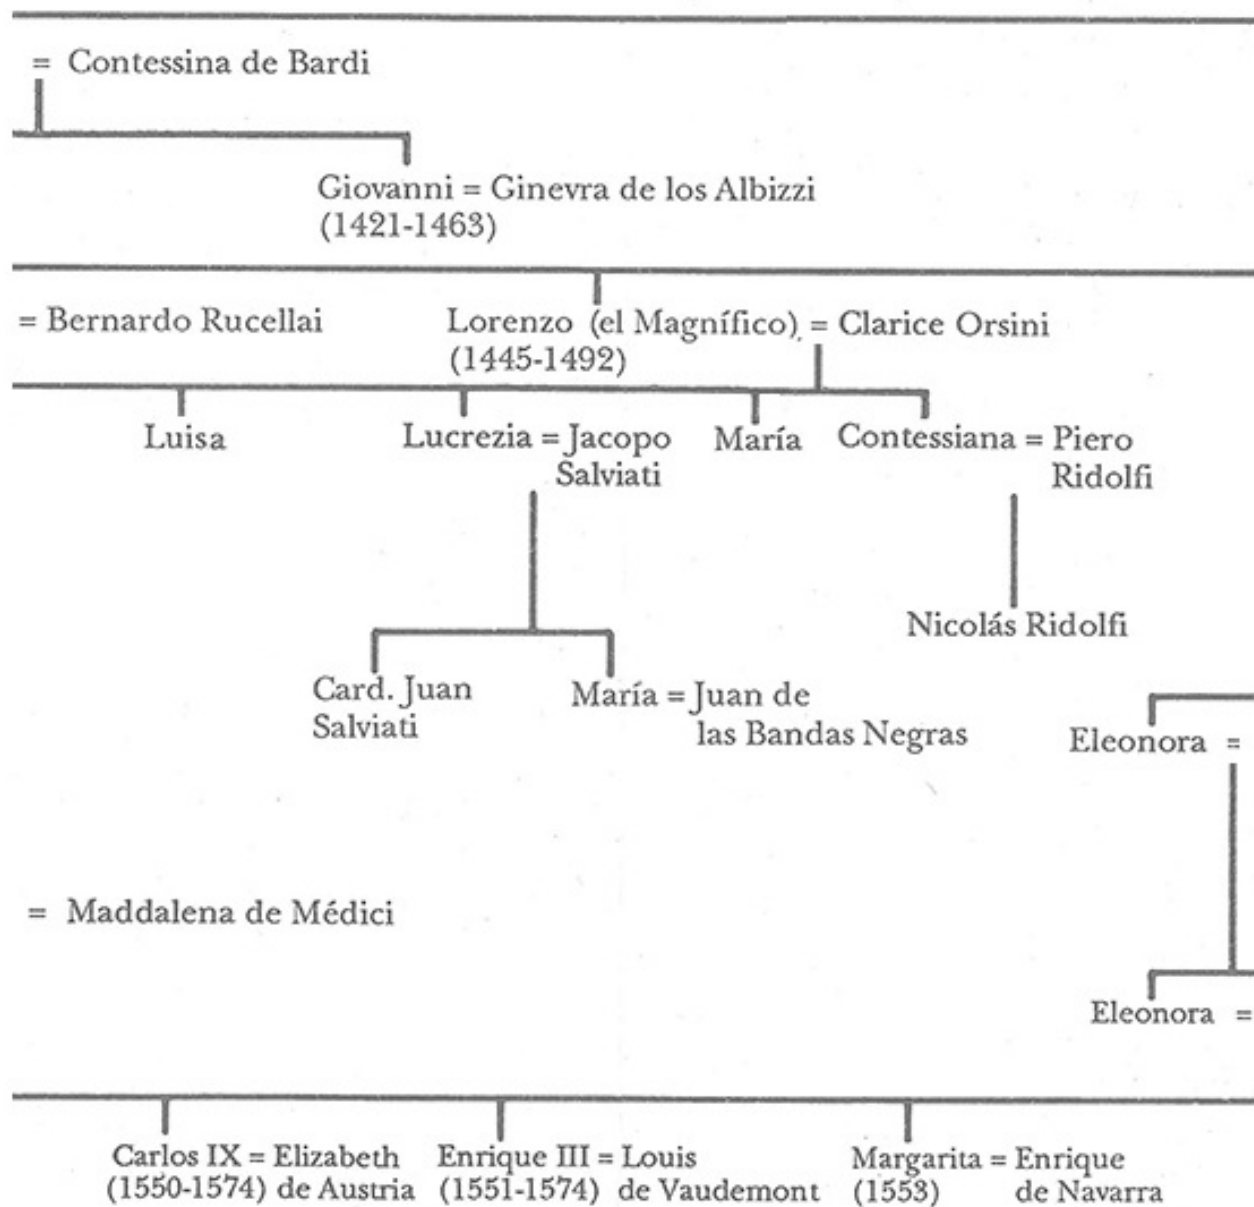 = Contessina de Bardi
Giovanni = Ginevra de los Albizzi
(1421-1463)
= Bernardo Rucellai
Lorenzo (el Magnífico) = Clarice Orsini
(1445-1492)
Luisa
Lucrezia = Jacopo
Salviati
María
Contessiana = Piero
Ridolfi
Nicolás Ridolfi
Card. Juan
Salviati
María = Juan de
las Bandas Negras
Eleonora =
= Maddalena de Médici
Eleonora =
Carlos IX = Elizabeth
(1550-1574) de Austria
Enrique III = Louis
(1551-1574) de Vaudemont
Margarita = Enrique
(1553) de Navarra